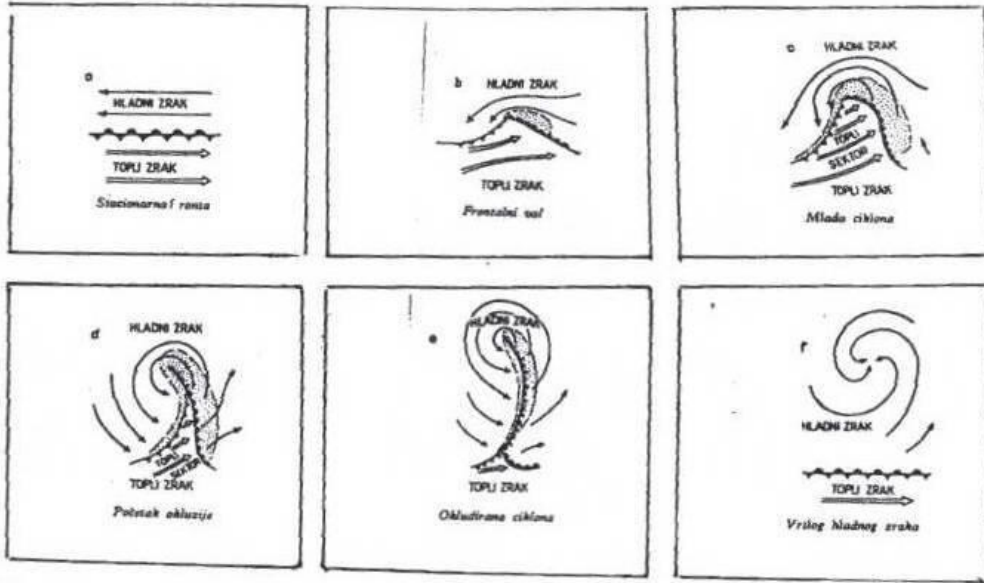 a
HLADNI ZRAK
TOPLI ZRAK
Stacionarna fronta
b
HLADNI ZRAK
TOPLI ZRAK
Frontalni val
c
HLADNI ZRAK
TOPLI
SEKTOR
TOPLI ZRAK
Mlada ciklona
d
HLADNI ZRAK
TOPLI
SEKTOR
TOPLI ZRAK
Početak okluzije
e
HLADNI ZRAK
TOPLI ZRAK
Okludirana ciklona
f
HLADNI ZRAK
TOPLI ZRAK
Vrtlog hladnog zraka